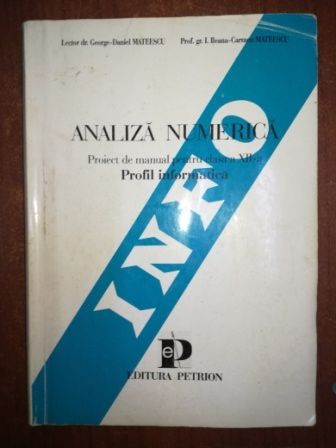 Lector dr. George-Daniel MATEESCU Prof. gr. I. Ileana-Carmen MATEESCU
ANALIZĂ NUMERICĂ
Proiect de manual pentru clasa a XII-a
Profil informatică
INFO
eP
EDITURA PETRION